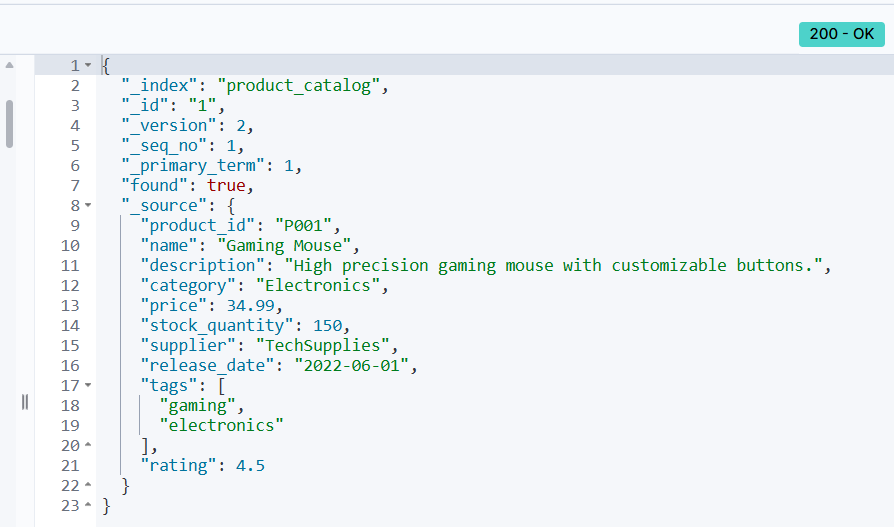 200 - OK
1 {
2 "_index": "product_catalog",
3 "_id": "1",
4 "_version": 2,
5 "_seq_no": 1,
6 "_primary_term": 1,
7 "found": true,
8 "_source": {
9 "product_id": "P001",
10 "name": "Gaming Mouse",
11 "description": "High precision gaming mouse with customizable buttons.",
12 "category": "Electronics",
13 "price": 34.99,
14 "stock_quantity": 150,
15 "supplier": "TechSupplies",
16 "release_date": "2022-06-01",
17 "tags": [
18 "gaming",
19 "electronics"
20 ],
21 "rating": 4.5
22 }
23 }